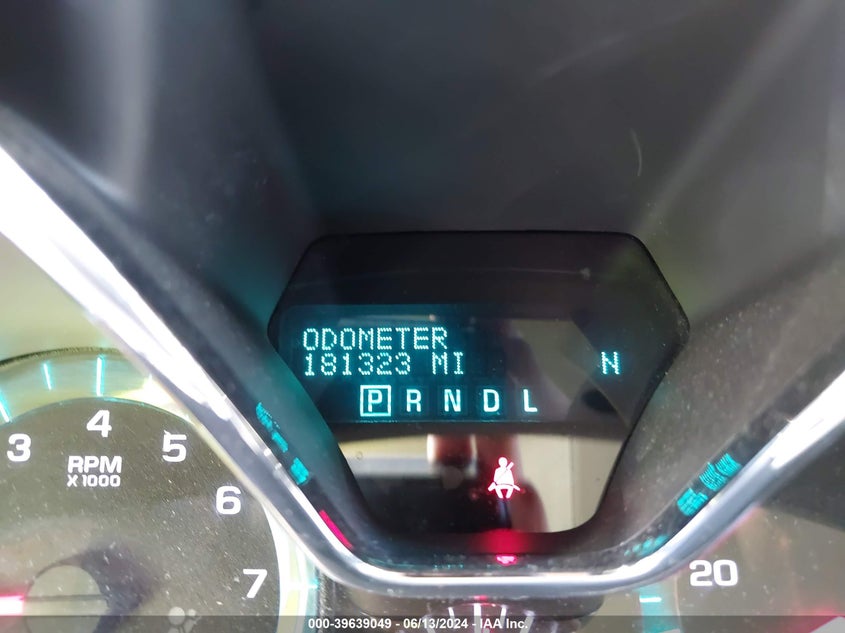 ODOMETER
181323 MI N
P R N D L
3 4 5 6 7
RPM
X1000
20
000-39639049 - 06/13/2024 - IAA Inc.